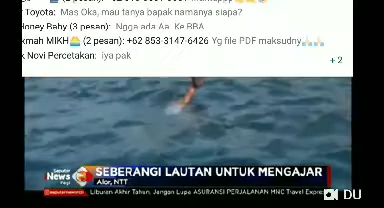 Toyota: Mas Oka, mau tanya bapak namanya siapa?
Honey Baby (3 pesan): Ngga ada Aa. Ke BBA
kmah MIKH🙇 (2 pesan): +62 853-3147-6426 Yg file PDF maksudny🙏🏻🙏🏻
k Novi Percetakan: iya pak
+ 2
Seputar
News
Pagi
SEBERANGI LAUTAN UNTUK MENGAJAR
Alor, NTT
Liburan Akhir Tahun, Jangan Lupa ASURANSI PERJALANAN MNC Travel Expre
DU